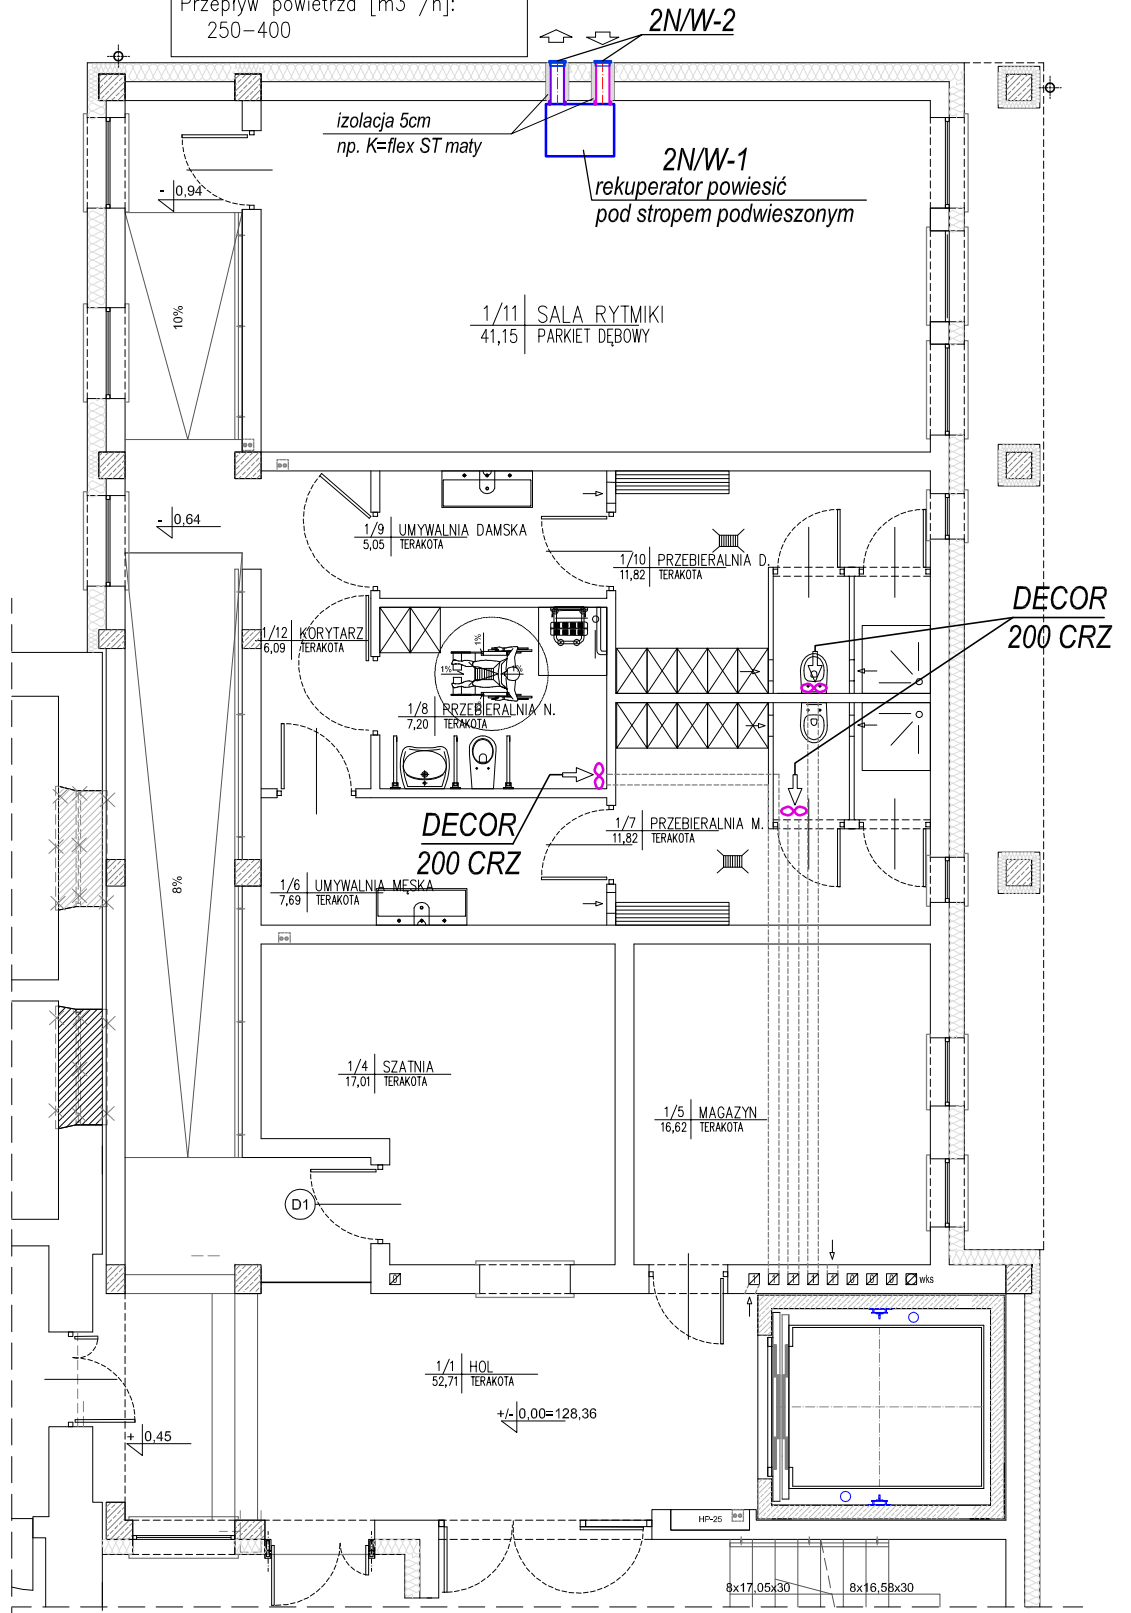 Przepływ powietrza [m3 /h]:
250-400
2N/W-2
izolacja 5cm
np. K=flex ST maty
2N/W-1
rekuperator powiesić
pod stropem podwieszonym
- 0,94
10%
1/11 SALA RYTMIKI
41,15 PARKIET DĘBOWY
- 0,64
1/9 UMYWALNIA DAMSKA
5,05 TERAKOTA
1/10 PRZEBIERALNIA D.
11,82 TERAKOTA
DECOR
200 CRZ
1/12 KORYTARZ
6,09 TERAKOTA
1%
1%
1%
1/8 PRZEBIERALNIA N.
7,20 TERAKOTA
DECOR
200 CRZ
1/7 PRZEBIERALNIA M.
11,82 TERAKOTA
8%
1/6 UMYWALNIA MĘSKA
7,69 TERAKOTA
1/4 SZATNIA
17,01 TERAKOTA
1/5 MAGAZYN
16,62 TERAKOTA
D1
wks
1/1 HOL
52,71 TERAKOTA
+/- 0,00=128,36
+ 0,45
HP-25
8x17,05x30
8x16,58x30